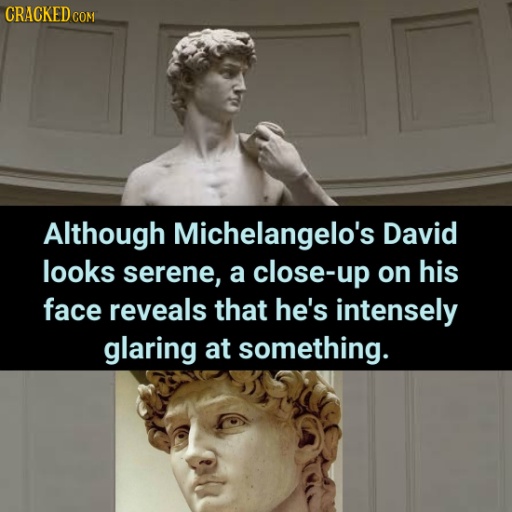 CRACKED.COM
Although Michelangelo's David
looks serene, a close-up on his
face reveals that he's intensely
glaring at something.